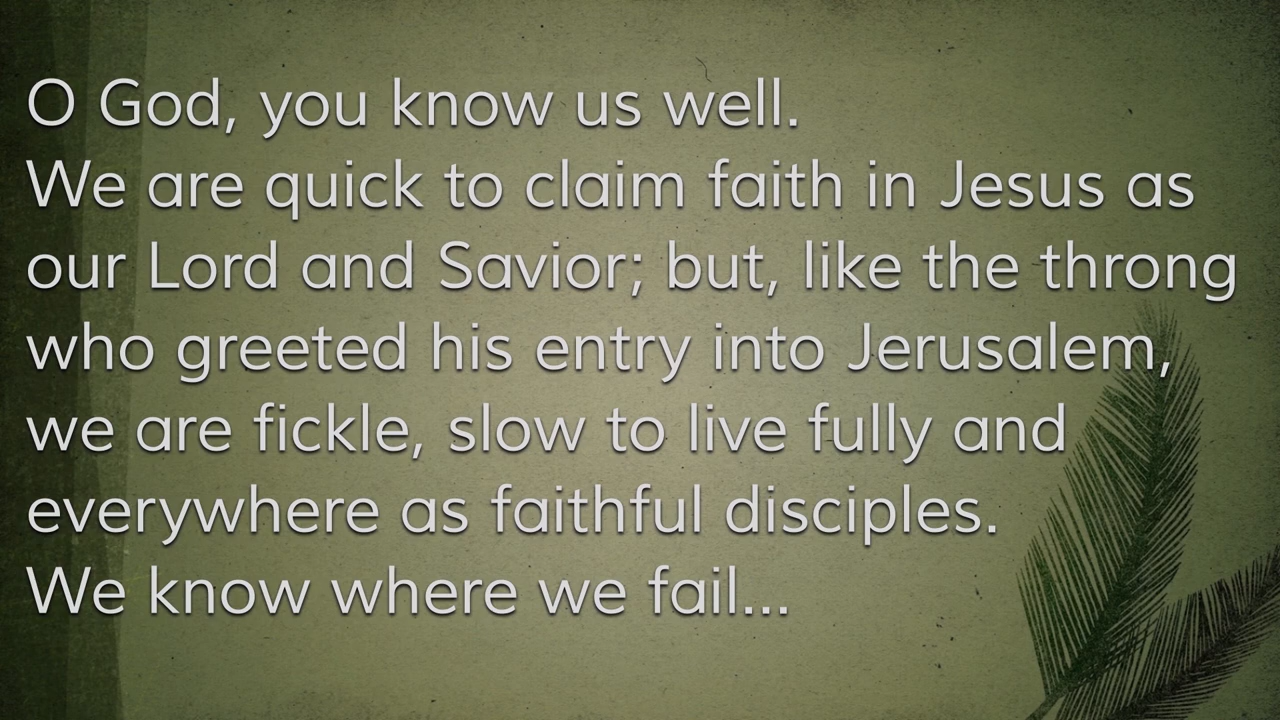 O God, you know us well.
We are quick to claim faith in Jesus as
our Lord and Savior; but, like the throng
who greeted his entry into Jerusalem,
we are fickle, slow to live fully and
everywhere as faithful disciples.
We know where we fail...